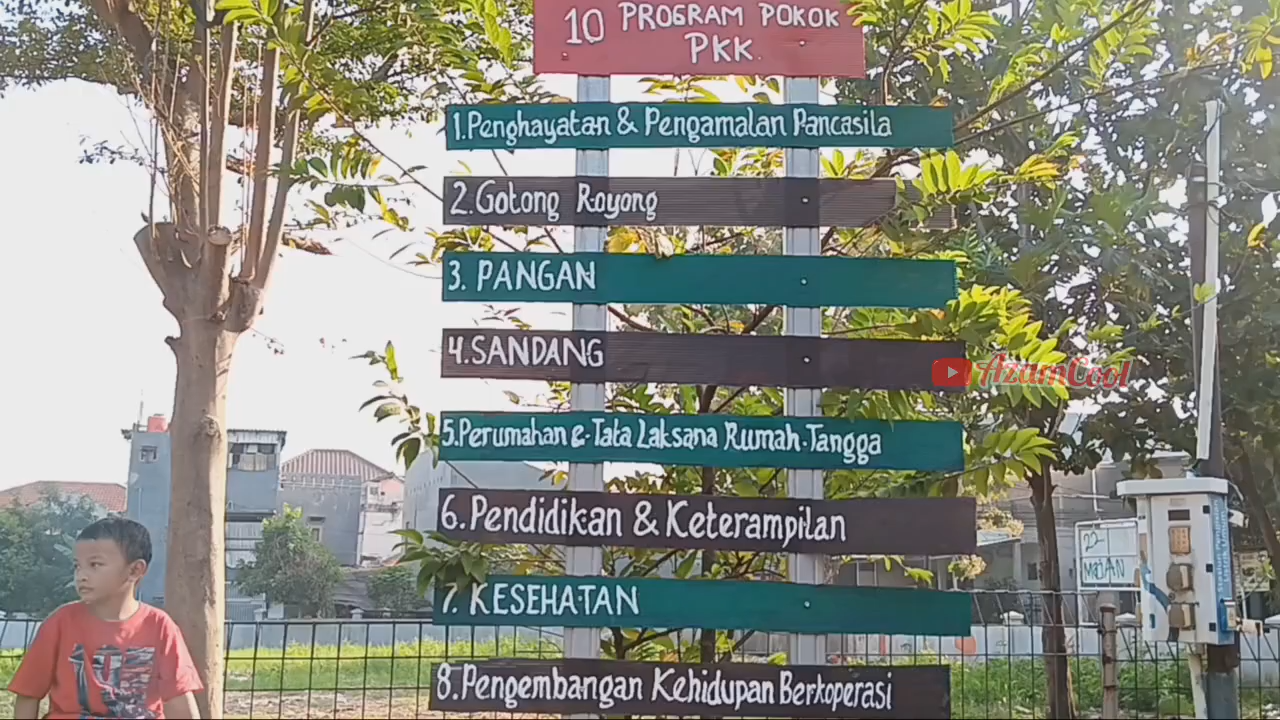 10 PROGRAM POKOK
PKK.
1.Penghayatan & Pengamalan Pancasila
2.Gotong Royong
3. PANGAN
4.SANDANG
AzamCool
5.Perumahan & Tata Laksana Rumah Tangga
6.Pendidikan & Keterampilan
22
7. KESEHATAN
8.Pengembangan Kehidupan Berkoperasi